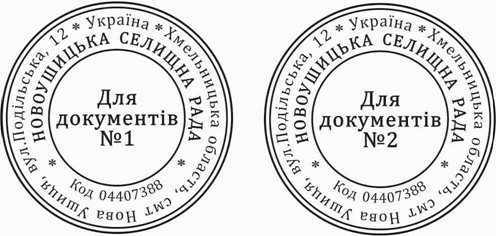 * Україна * Хмельницька область, смт Нова Ушиця, вул.Подільська, 12
НОВОУШИЦЬКА СЕЛИЩНА РАДА
* Код 04407388 *
Для
документів
№1
* Україна * Хмельницька область, смт Нова Ушиця, вул.Подільська, 12
НОВОУШИЦЬКА СЕЛИЩНА РАДА
* Код 04407388 *
Для
документів
№2